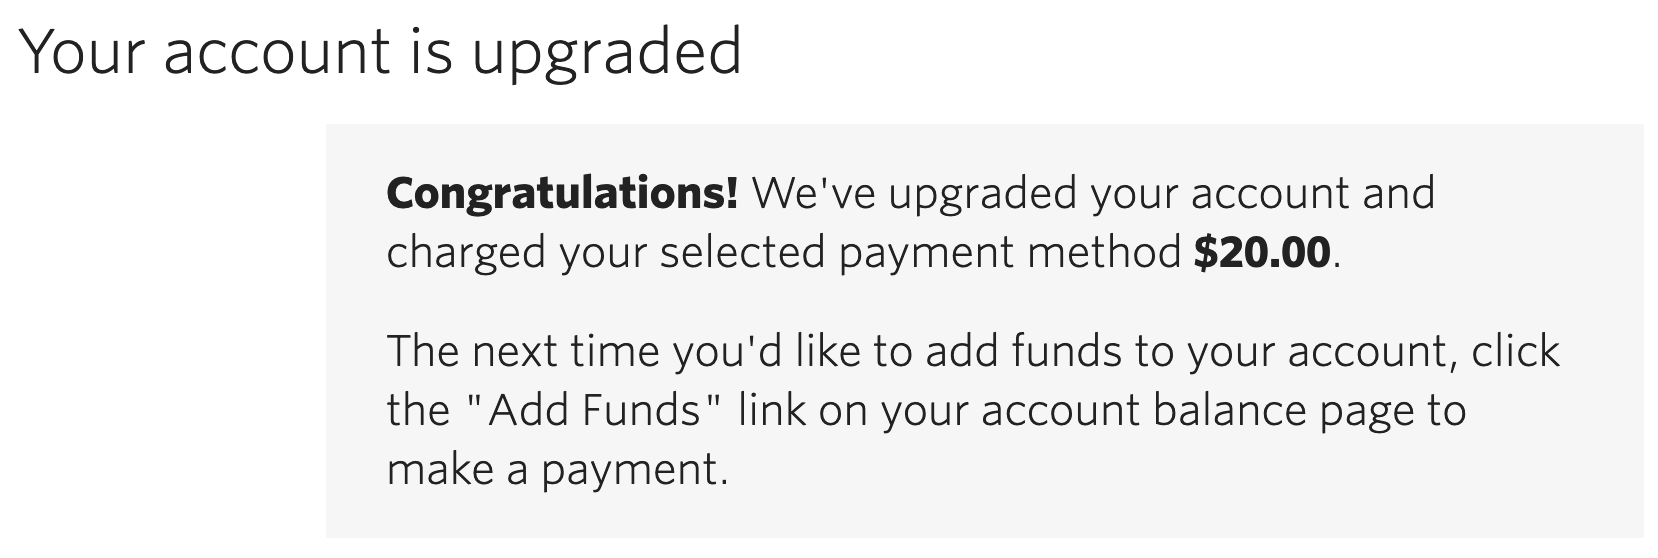 Your account is upgraded
Congratulations! We've upgraded your account and
charged your selected payment method $20.00.
The next time you'd like to add funds to your account, click
the "Add Funds" link on your account balance page to
make a payment.